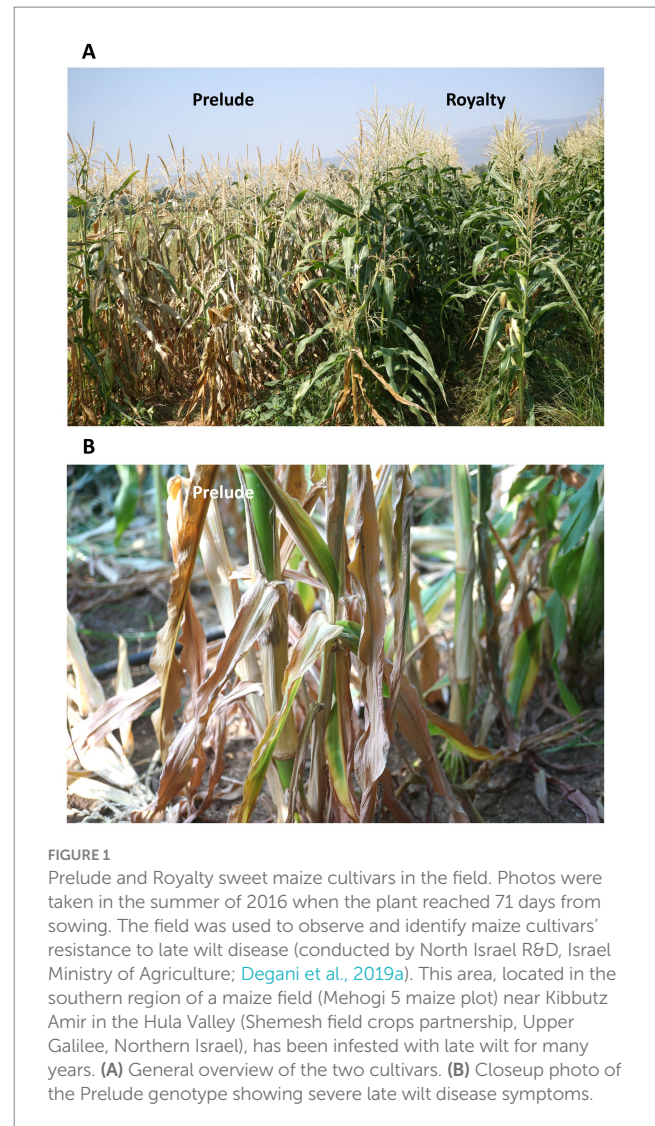 A
Prelude Royalty
B
Prelude
FIGURE 1
Prelude and Royalty sweet maize cultivars in the field. Photos were
taken in the summer of 2016 when the plant reached 71 days from
sowing. The field was used to observe and identify maize cultivars’
resistance to late wilt disease (conducted by North Israel R&D, Israel
Ministry of Agriculture; Degani et al., 2019a). This area, located in the
southern region of a maize field (Mehogi 5 maize plot) near Kibbutz
Amir in the Hula Valley (Shemesh field crops partnership, Upper
Galilee, Northern Israel), has been infested with late wilt for many
years. (A) General overview of the two cultivars. (B) Closeup photo of
the Prelude genotype showing severe late wilt disease symptoms.